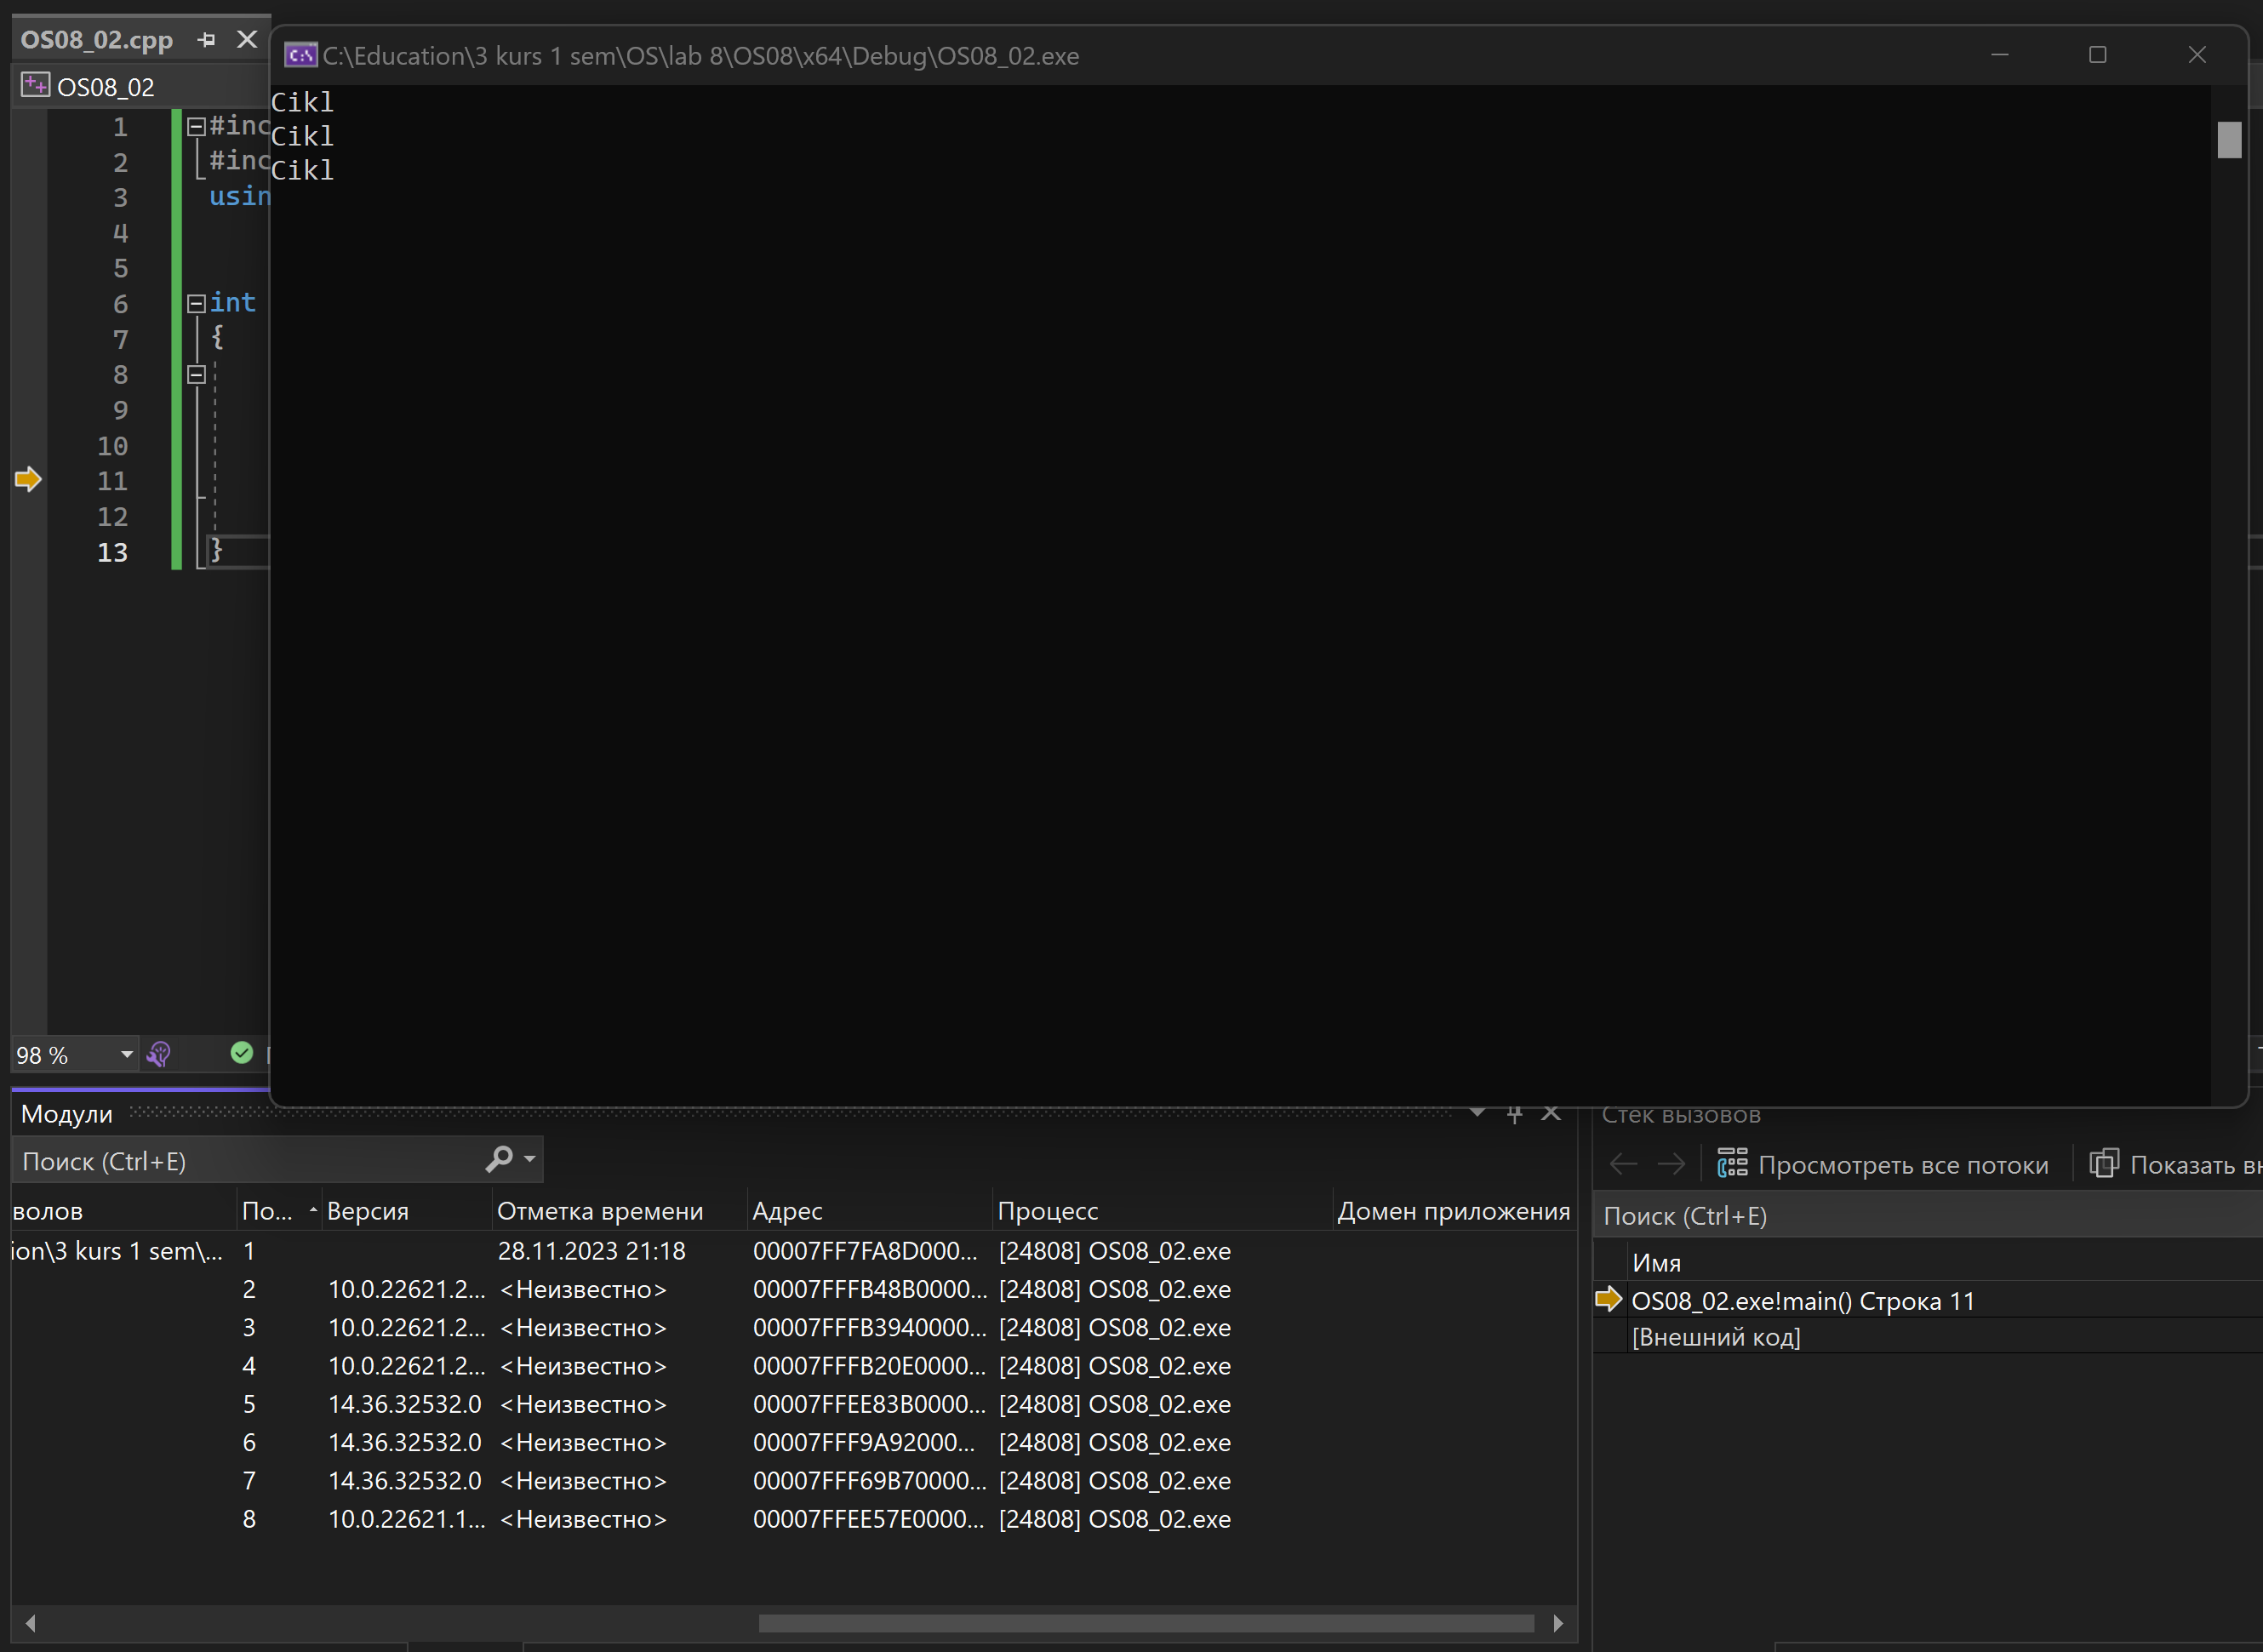 OS08_02.cpp
C:\Education\3 kurs 1 sem\OS\lab 8\OS08\x64\Debug\OS08_02.exe
OS08_02
Cikl
Cikl
Cikl
1 #inc
2 #inc
3 usin
4
5
6 int
7 {
8
9
10
11
12
13 }
98 %
Модули
Поиск (Ctrl+E)
волов По... Версия Отметка времени Адрес Процесс Домен приложения
ion\3 kurs 1 sem\... 1 28.11.2023 21:18 00007FF7FA8D000... [24808] OS08_02.exe
2 10.0.22621.2... <Неизвестно> 00007FFFB48B0000... [24808] OS08_02.exe
3 10.0.22621.2... <Неизвестно> 00007FFFB3940000... [24808] OS08_02.exe
4 10.0.22621.2... <Неизвестно> 00007FFFB20E0000... [24808] OS08_02.exe
5 14.36.32532.0 <Неизвестно> 00007FFEE83B0000... [24808] OS08_02.exe
6 14.36.32532.0 <Неизвестно> 00007FFF9A92000... [24808] OS08_02.exe
7 14.36.32532.0 <Неизвестно> 00007FFF69B70000... [24808] OS08_02.exe
8 10.0.22621.1... <Неизвестно> 00007FFEE57E0000... [24808] OS08_02.exe
Стек вызовов
Просмотреть все потоки Показать вн
Поиск (Ctrl+E)
Имя
OS08_02.exe!main() Строка 11
[Внешний код]